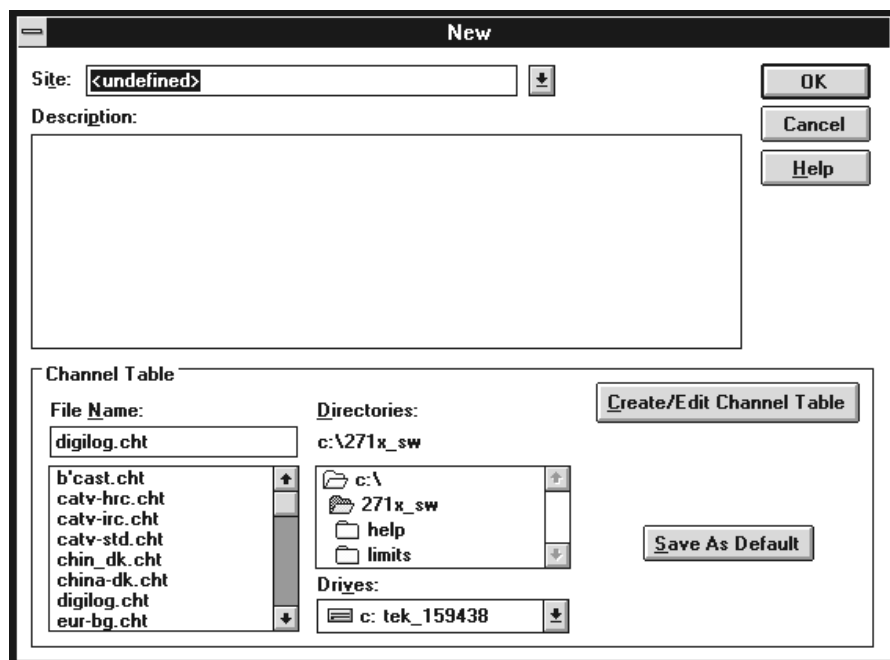 New
Site: <undefined>
OK
Description:
Cancel
Help
Channel Table
File Name:
Directories:
Create/Edit Channel Table
digilog.cht
c:\271x_sw
b'cast.cht
catv-hrc.cht
catv-irc.cht
catv-std.cht
chin_dk.cht
china-dk.cht
digilog.cht
eur-bg.cht
c:\
271x_sw
help
limits
Save As Default
Drives:
c: tek_159438